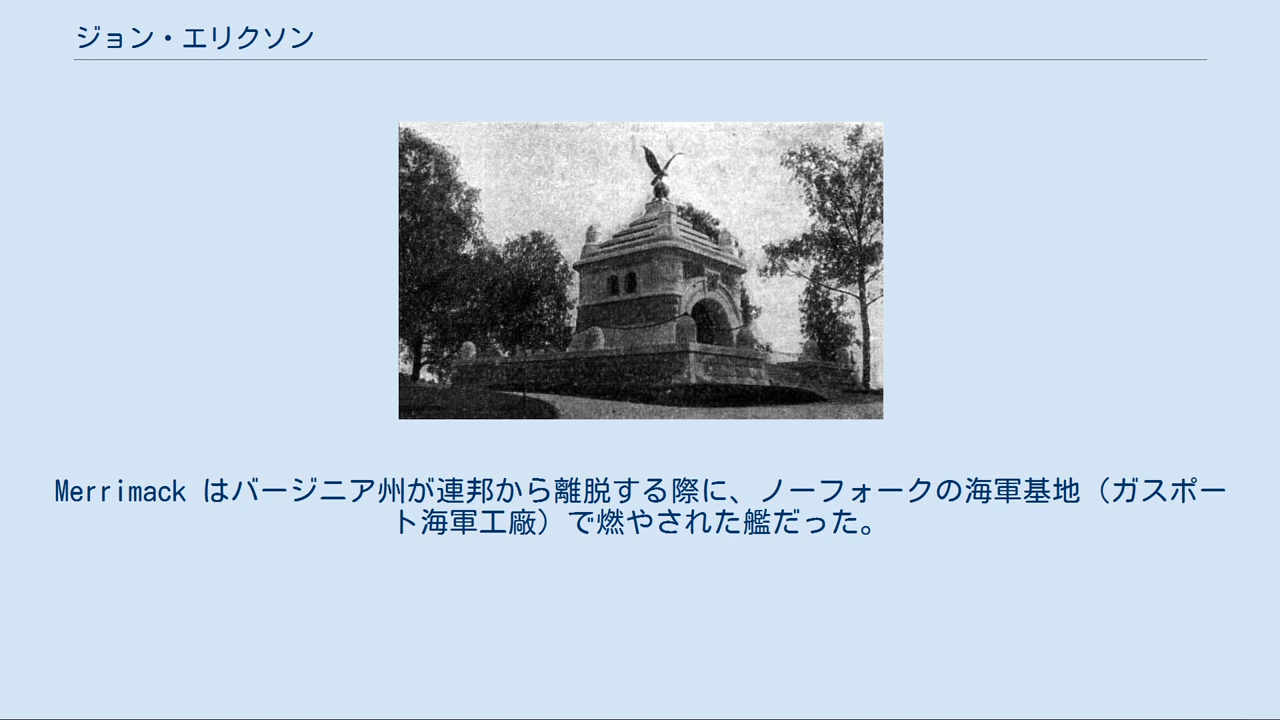 ジョン・エリクソン
Merrimack はバージニア州が連邦から離脱する際に、ノーフォークの海軍基地（ガスポー
ト海軍工廠）で燃やされた艦だった。